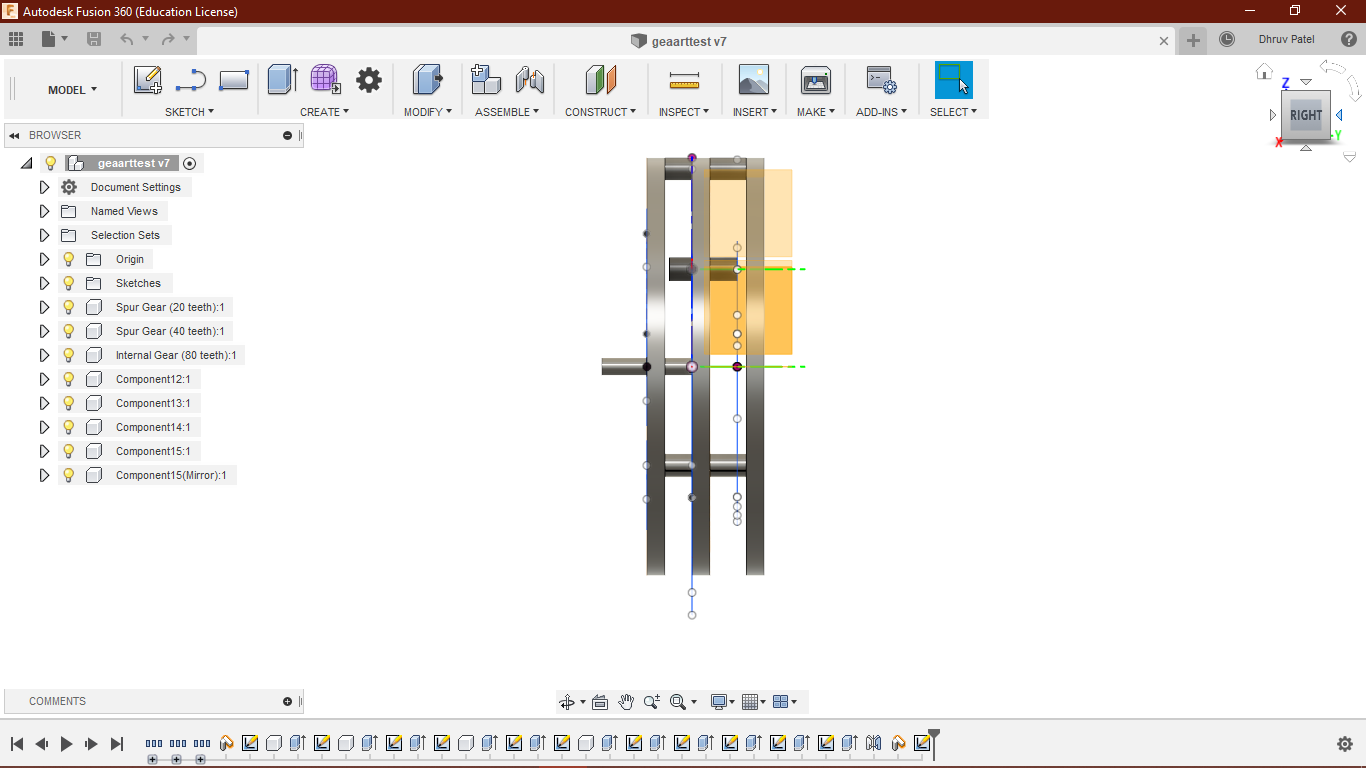 Autodesk Fusion 360 (Education License)
geaarttest v7
Dhruv Patel
MODEL
SKETCH
CREATE
MODIFY
ASSEMBLE
CONSTRUCT
INSPECT
INSERT
MAKE
ADD-INS
SELECT
Z
RIGHT
Y
X
BROWSER
geaarttest v7
Document Settings
Named Views
Selection Sets
Origin
Sketches
Spur Gear (20 teeth):1
Spur Gear (40 teeth):1
Internal Gear (80 teeth):1
Component12:1
Component13:1
Component14:1
Component15:1
Component15(Mirror):1
COMMENTS